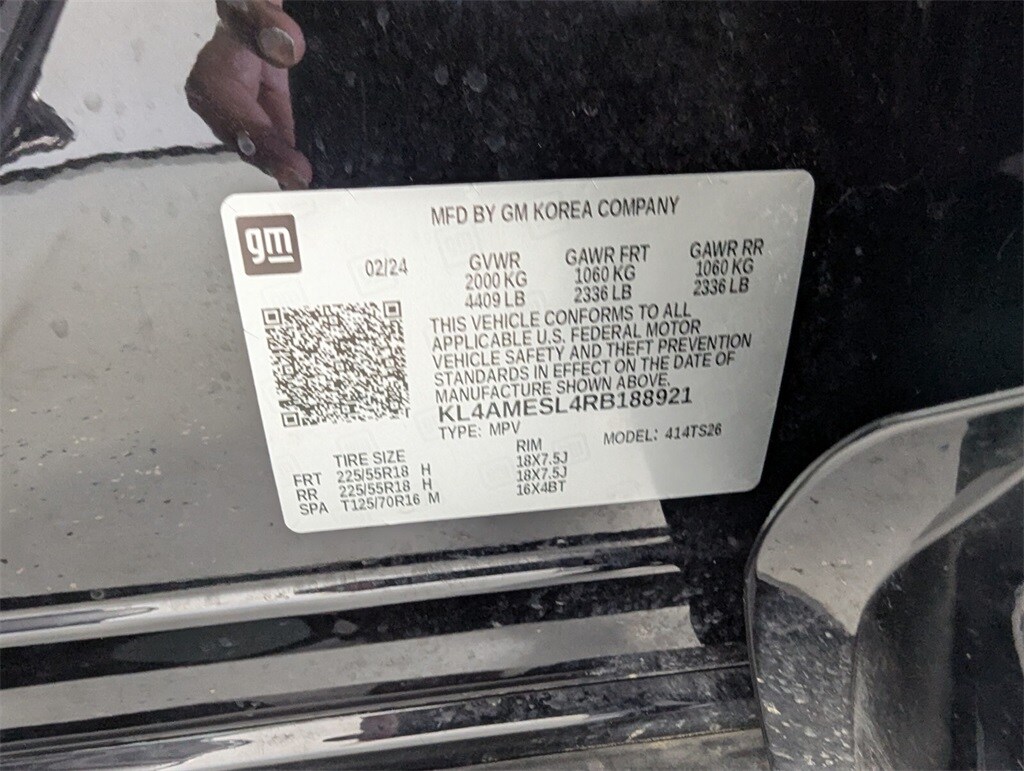 gm
MFD BY GM KOREA COMPANY
02/24
GVWR
2000 KG
4409 LB
GAWR FRT
1060 KG
2336 LB
GAWR RR
1060 KG
2336 LB
THIS VEHICLE CONFORMS TO ALL
APPLICABLE U.S. FEDERAL MOTOR
VEHICLE SAFETY AND THEFT PREVENTION
STANDARDS IN EFFECT ON THE DATE OF
MANUFACTURE SHOWN ABOVE.
KL4AMESL4RB188921
TYPE: MPV
MODEL: 414TS26
TIRE SIZE RIM
FRT 225/55R18 H 18X7.5J
RR 225/55R18 H 18X7.5J
SPA T125/70R16 M 16X4BT